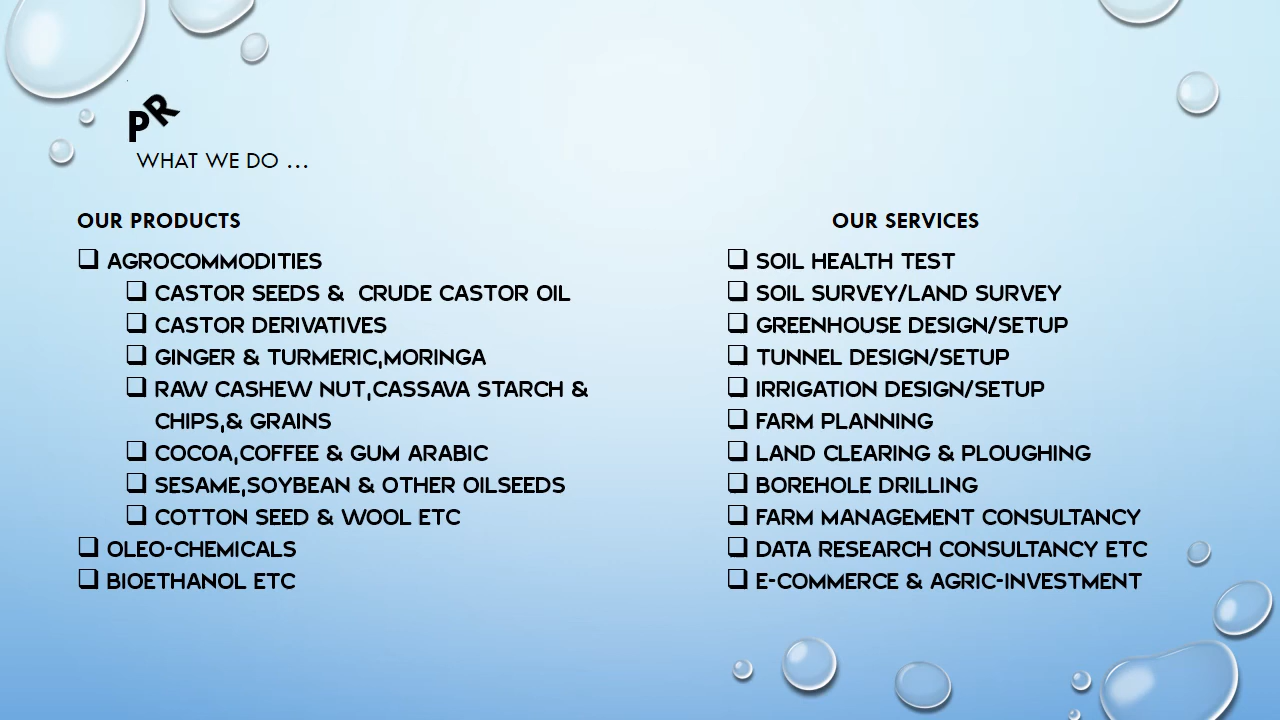 PR
WHAT WE DO ...
OUR PRODUCTS
❑ AGROCOMMODITIES
❑ CASTOR SEEDS &  CRUDE CASTOR OIL
❑ CASTOR DERIVATIVES
❑ GINGER & TURMERIC,MORINGA
❑ RAW CASHEW NUT,CASSAVA STARCH &
CHIPS,& GRAINS
❑ COCOA,COFFEE & GUM ARABIC
❑ SESAME,SOYBEAN & OTHER OILSEEDS
❑ COTTON SEED & WOOL ETC
❑ OLEO-CHEMICALS
❑ BIOETHANOL ETC
OUR SERVICES
❑ SOIL HEALTH TEST
❑ SOIL SURVEY/LAND SURVEY
❑ GREENHOUSE DESIGN/SETUP
❑ TUNNEL DESIGN/SETUP
❑ IRRIGATION DESIGN/SETUP
❑ FARM PLANNING
❑ LAND CLEARING & PLOUGHING
❑ BOREHOLE DRILLING
❑ FARM MANAGEMENT CONSULTANCY
❑ DATA RESEARCH CONSULTANCY ETC
❑ E-COMMERCE & AGRIC-INVESTMENT